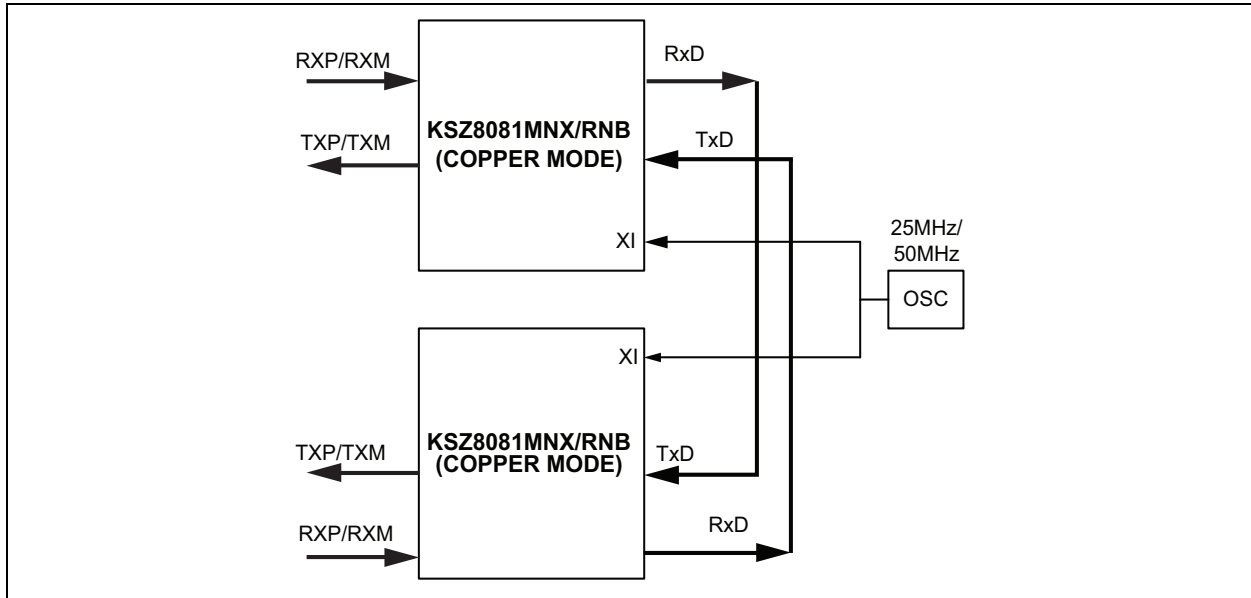 RXP/RXM
RxD
KSZ8081MNX/RNB
(COPPER MODE)
TXP/TXM
TxD
XI
25MHz/
50MHz
OSC
XI
KSZ8081MNX/RNB
(COPPER MODE)
TXP/TXM
TxD
RXP/RXM
RxD